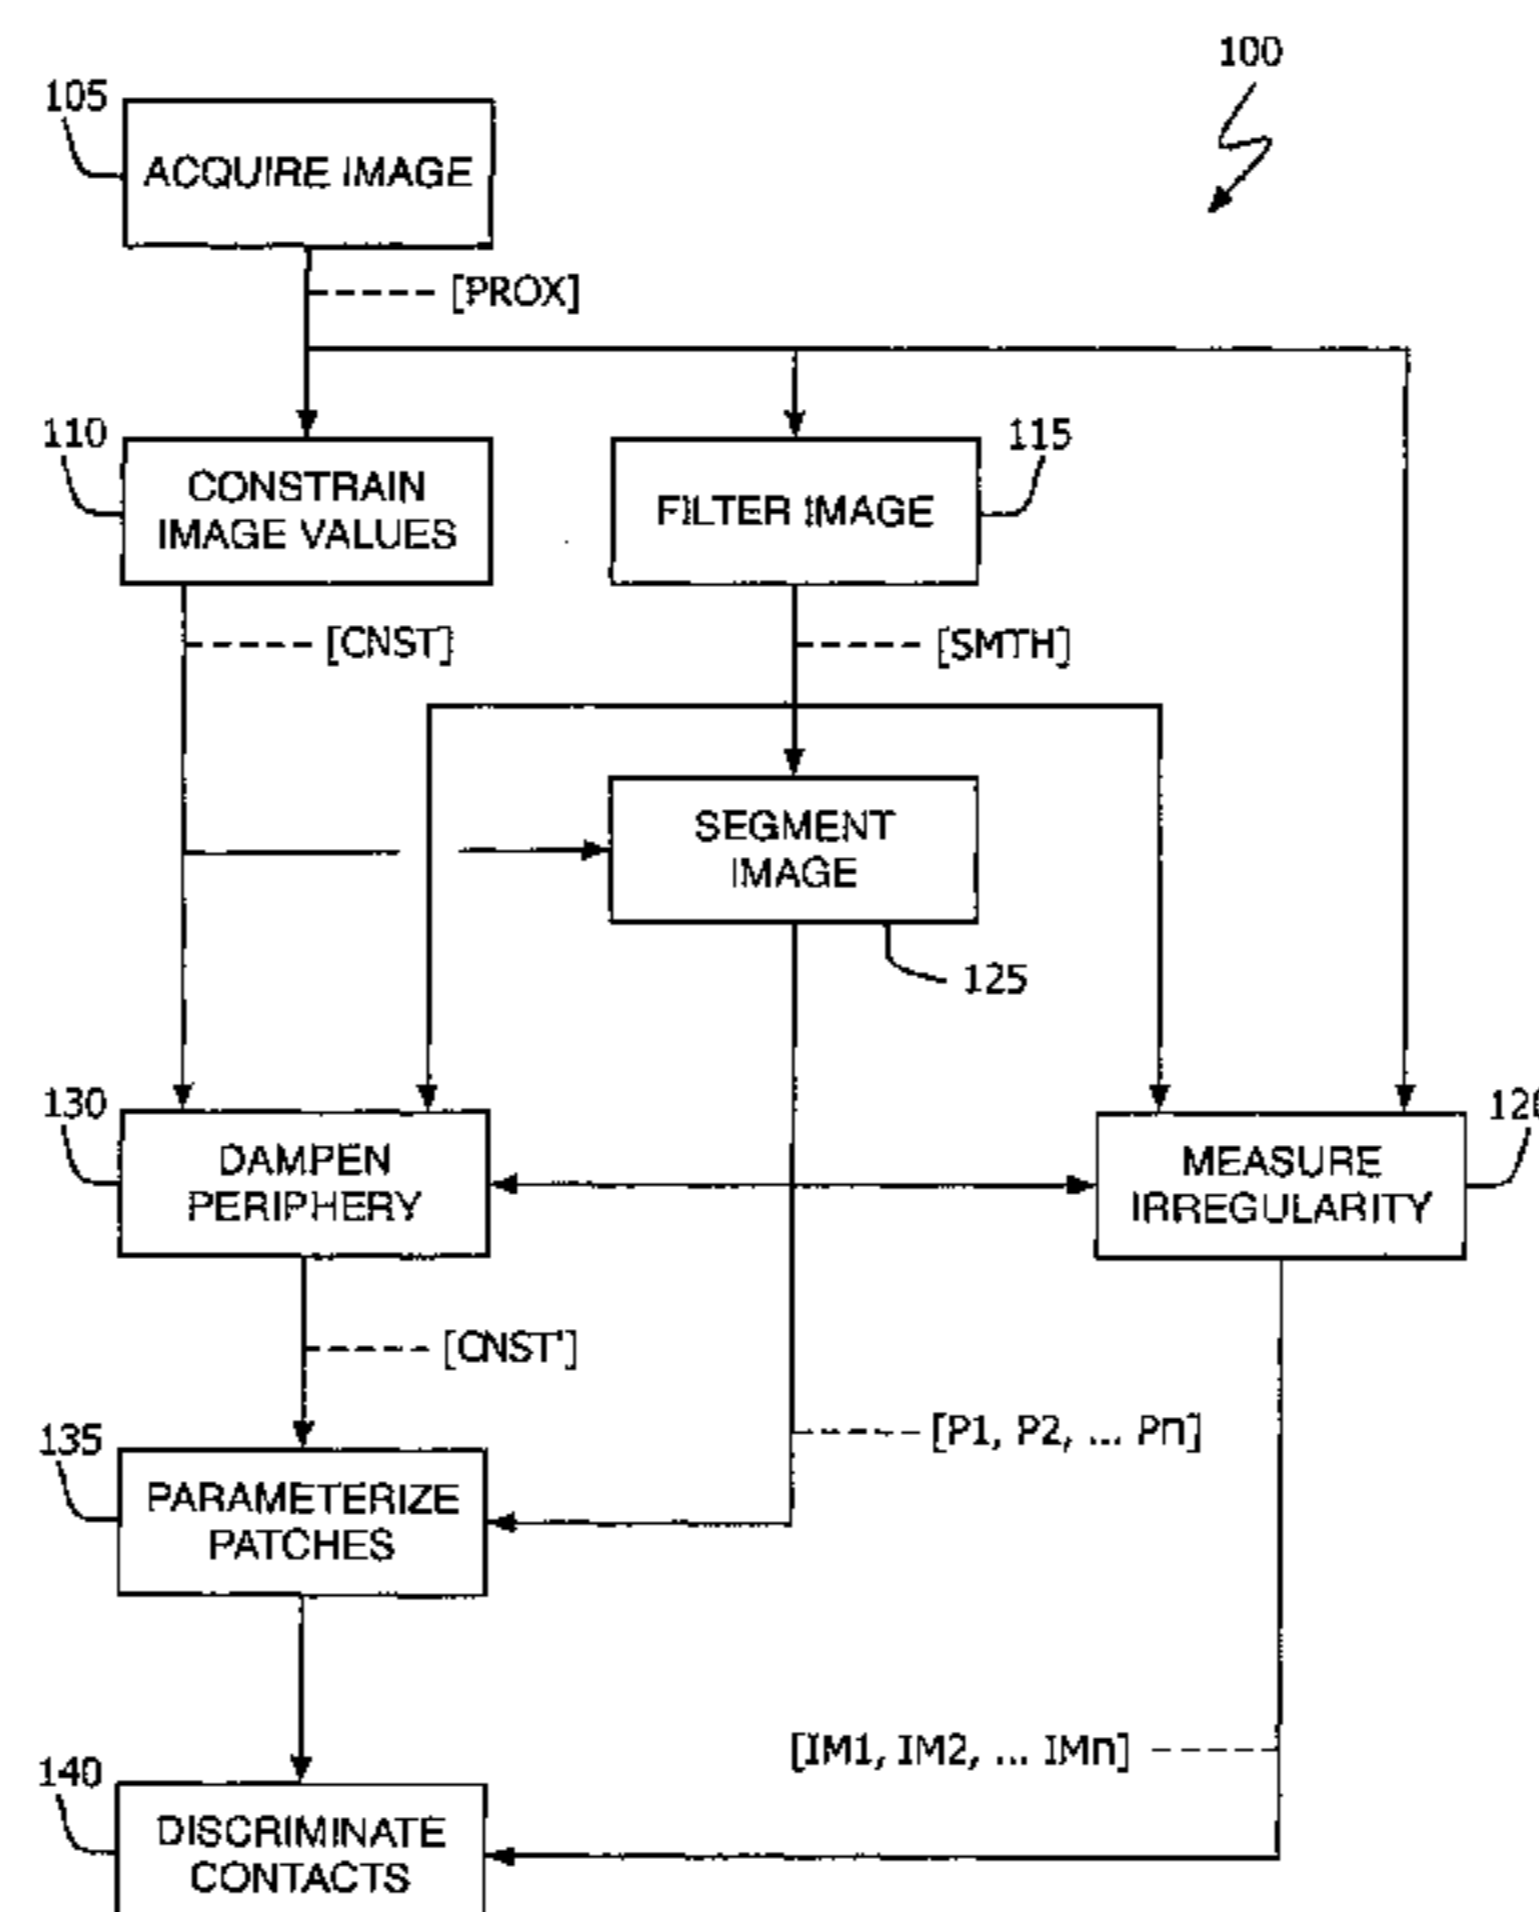 100
105
ACQUIRE IMAGE
[PROX]
110
CONSTRAIN
IMAGE VALUES
115
FILTER IMAGE
[CNST]
[SMTH]
SEGMENT
IMAGE
125
130
DAMPEN
PERIPHERY
MEASURE
IRREGULARITY
[CNST']
135
PARAMETERIZE
PATCHES
[P1, P2, ... Pn]
[IM1, IM2, ... IMn]
140
DISCRIMINATE
CONTACTS